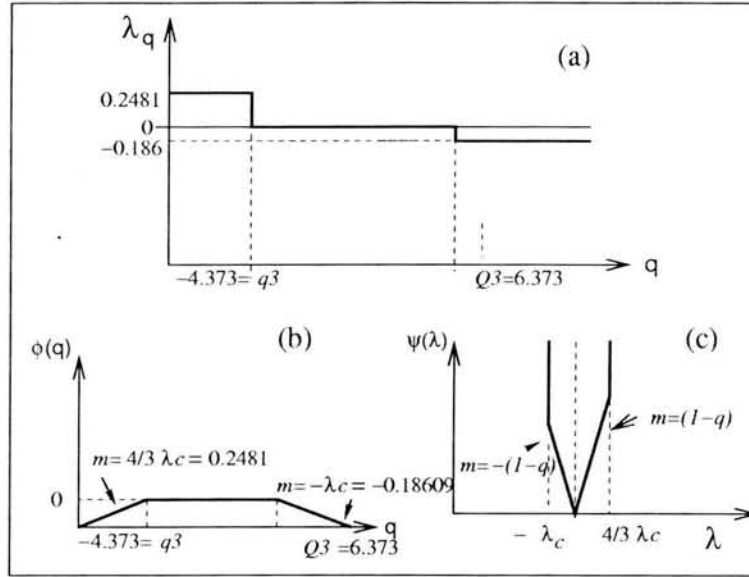 λq
(a)
0.2481
0
−0.186
−4.373= q3
Q3=6.373
q
(b)
ϕ(q)
m= 4/3 λc = 0.2481
m=−λc = −0.18609
0
−4.373= q3
Q3 =6.373
q
(c)
ψ(λ)
m=(1−q)
m=−(1−q)
− λc
4/3 λc
λ